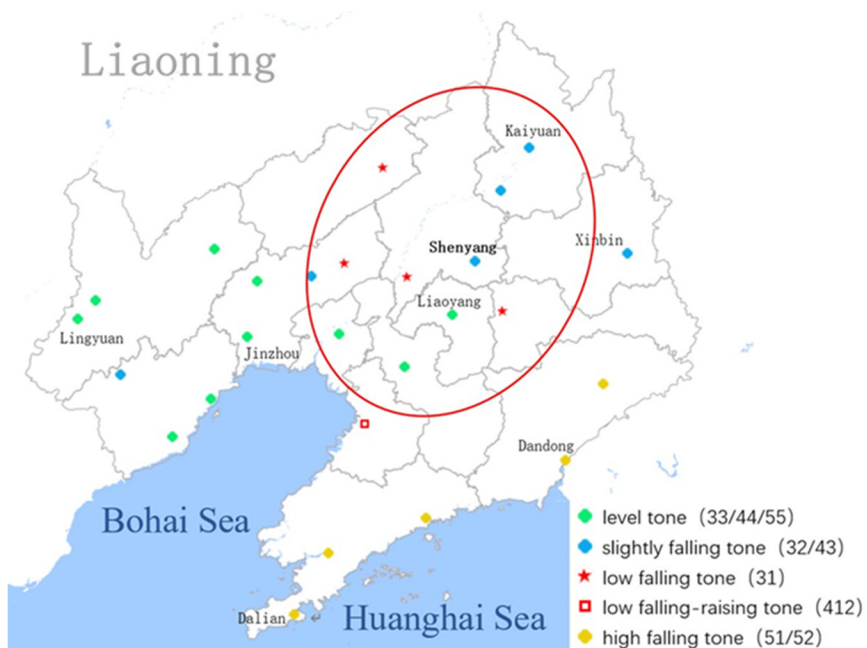 Liaoning
Kaiyuan
Shenyang
Xinbin
Liaoyang
Lingyuan
Jinzhou
Dandong
Bohai Sea
Dalian
Huanghai Sea
level tone (33/44/55)
slightly falling tone (32/43)
low falling tone (31)
low falling-raising tone (412)
high falling tone (51/52)